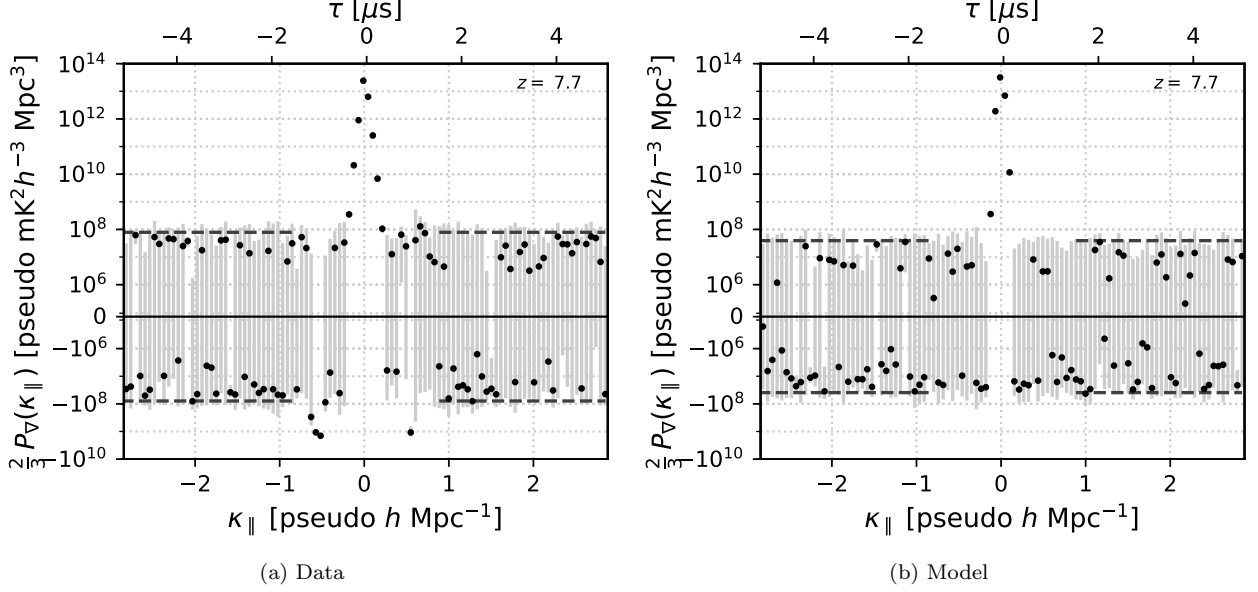 τ [μs]
−4 −2 0 2 4
10^14
10^12
10^10
10^8
10^6
0
−10^6
−10^8
−10^10
2/3 P_∇(κ_∥) [pseudo mK^2 h^−3 Mpc^3]
z = 7.7
−2 −1 0 1 2
κ_∥ [pseudo h Mpc^−1]
(a) Data
τ [μs]
−4 −2 0 2 4
10^14
10^12
10^10
10^8
10^6
0
−10^6
−10^8
−10^10
2/3 P_∇(κ_∥) [pseudo mK^2 h^−3 Mpc^3]
z = 7.7
−2 −1 0 1 2
κ_∥ [pseudo h Mpc^−1]
(b) Model